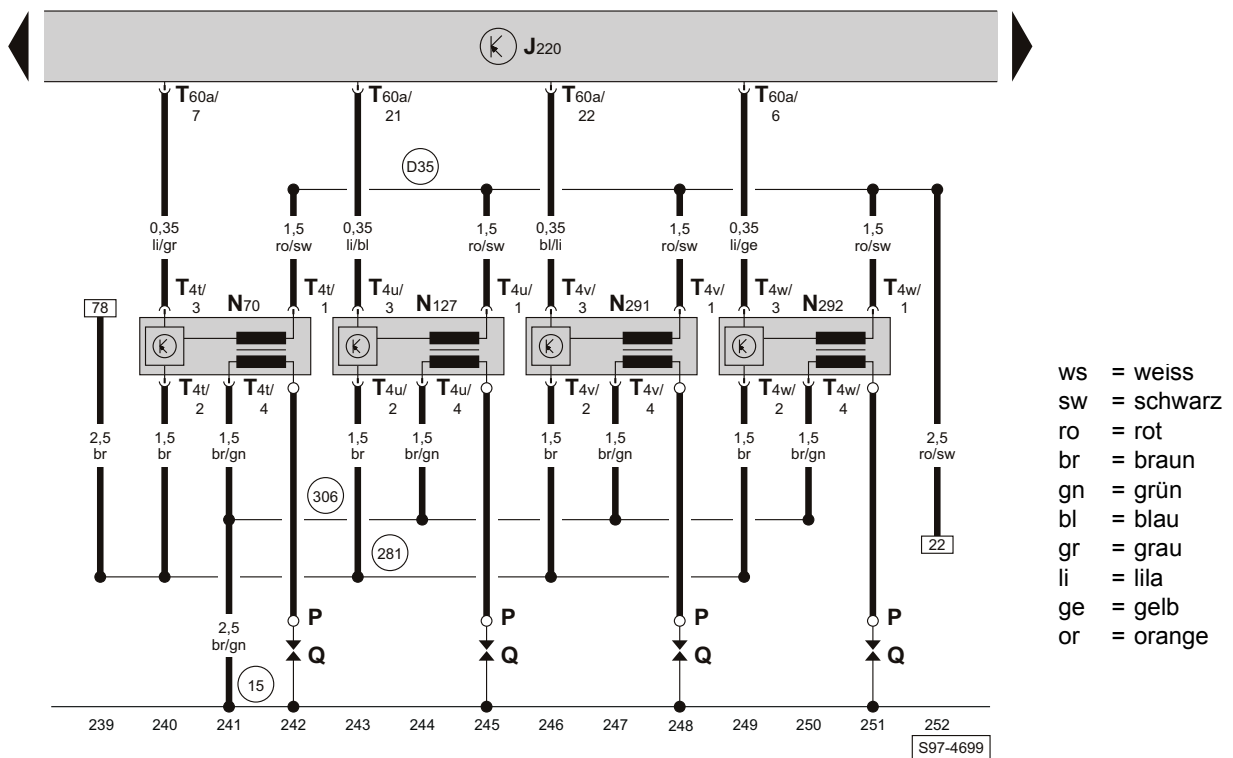 J220
T60a/ T60a/ T60a/ T60a/
7 21 22 6
D35
0,35 1,5 0,35 1,5 0,35 1,5 0,35 1,5
li/gr ro/sw li/bl ro/sw bl/li ro/sw li/ge ro/sw
T4t/ T4t/ T4u/ T4u/ T4v/ T4v/ T4w/ T4w/
78 3 N70 1 3 N127 1 3 N291 1 3 N292 1
T4t/ T4t/ T4u/ T4u/ T4v/ T4v/ T4w/ T4w/
2 4 2 4 2 4 2 4
2,5 1,5 1,5 1,5 1,5 1,5 1,5 1,5 1,5 2,5
br br br/gn br br/gn br br/gn br br/gn ro/sw
306
281 22
P P P P
2,5
br/gn
Q Q Q Q
15
239 240 241 242 243 244 245 246 247 248 249 250 251 252
S97-4699
ws = weiss
sw = schwarz
ro = rot
br = braun
gn = grün
bl = blau
gr = grau
li = lila
ge = gelb
or = orange